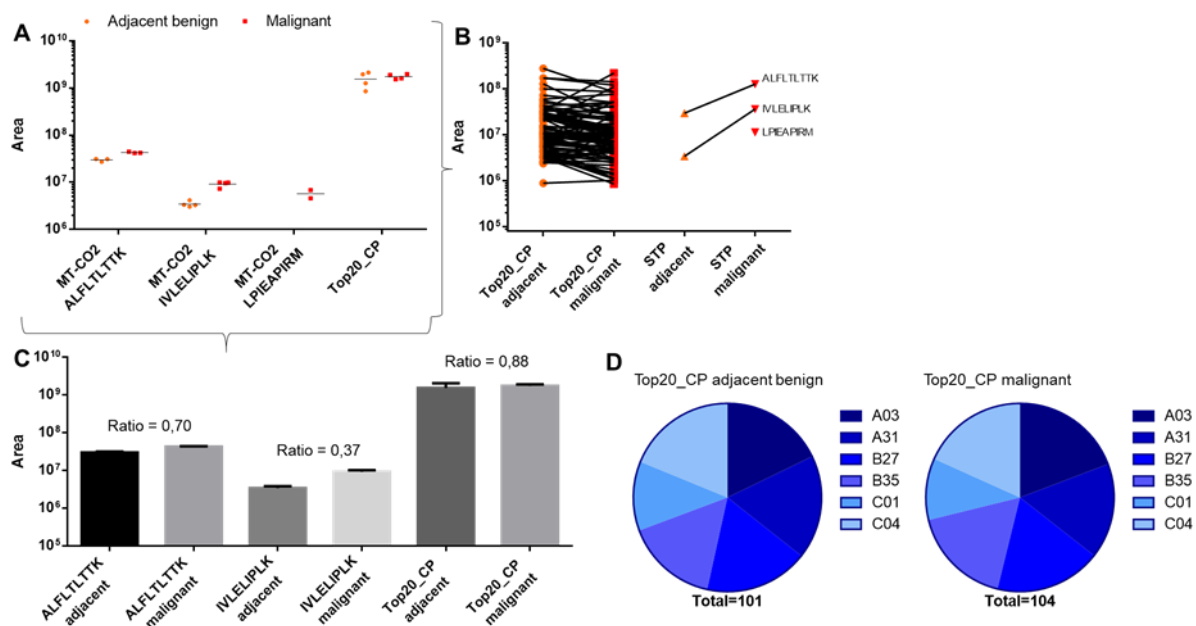 A
Adjacent benign
Malignant
Area
10^10
10^9
10^8
10^7
10^6
MT-CO2
ALFLTLTTK
MT-CO2
IVLELIPLK
MT-CO2
LPIEAPIRM
Top20_CP
B
Area
10^9
10^8
10^7
10^6
10^5
ALFLTLTTK
IVLELIPLK
LPIEAPIRM
Top20_CP
adjacent
Top20_CP
malignant
STP
adjacent
STP
malignant
C
Area
10^10
10^9
10^8
10^7
10^6
10^5
Ratio = 0,70
Ratio = 0,37
Ratio = 0,88
ALFLTLTTK
adjacent
ALFLTLTTK
malignant
IVLELIPLK
adjacent
IVLELIPLK
malignant
Top20_CP
adjacent
Top20_CP
malignant
D
Top20_CP adjacent benign
A03
A31
B27
B35
C01
C04
Total=101
Top20_CP malignant
A03
A31
B27
B35
C01
C04
Total=104